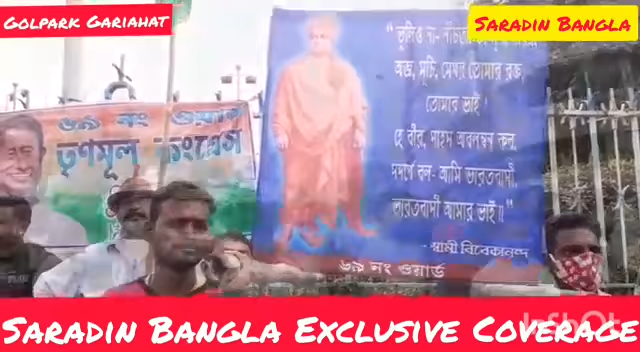 GOLPARK GARIAHAT
SARADIN BANGLA
৬৯ নং ওয়ার্ড
তৃণমূল কংগ্রেস
অজ্ঞ, মুচি, মেথর তোমার রক্ত,
তোমার ভাই !
হে বীর, সাহস অবলম্বন কর,
সদর্পে বল- আমি ভারতবাসী,
ভারতবাসী আমার ভাই॥"
- স্বামী বিবেকানন্দ
৬৯ নং ওয়ার্ড
InShOt
SARADIN BANGLA EXCLUSIVE COVERAGE